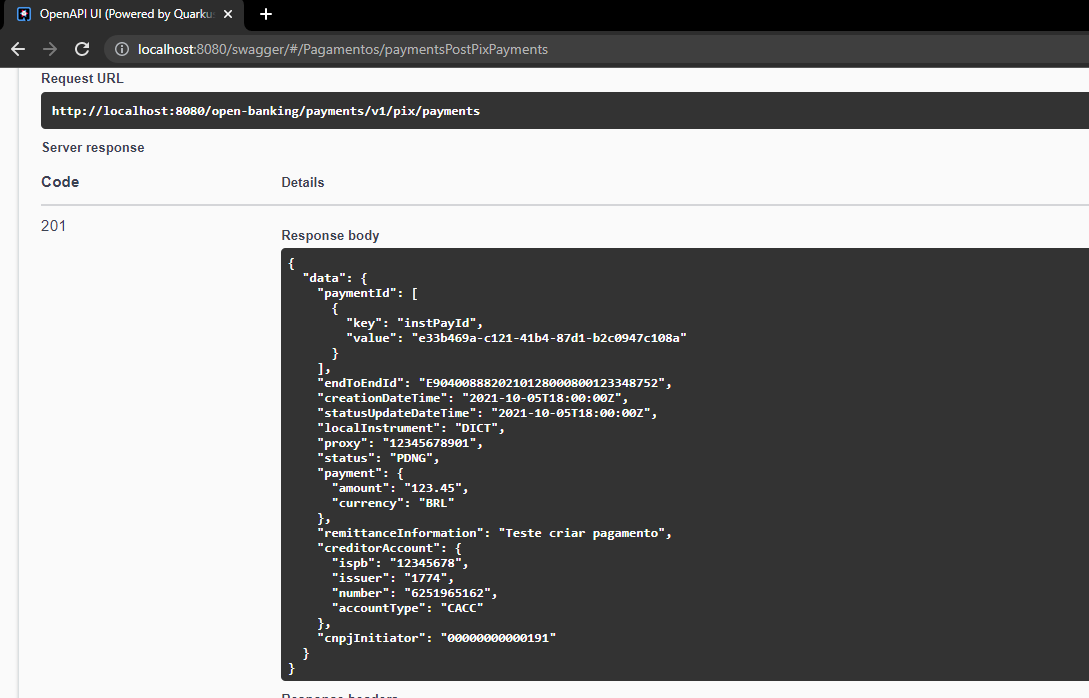 OpenAPI UI (Powered by Quarku
localhost:8080/swagger/#/Pagamentos/paymentsPostPixPayments
Request URL
http://localhost:8080/open-banking/payments/v1/pix/payments
Server response
Code Details
201
Response body
{
"data": {
"paymentId": [
{
"key": "instPayId",
"value": "e33b469a-c121-41b4-87d1-b2c0947c108a"
}
],
"endToEndId": "E9040088820210128000800123348752",
"creationDateTime": "2021-10-05T18:00:00Z",
"statusUpdateDateTime": "2021-10-05T18:00:00Z",
"localInstrument": "DICT",
"proxy": "12345678901",
"status": "PDNG",
"payment": {
"amount": "123.45",
"currency": "BRL"
},
"remittanceInformation": "Teste criar pagamento",
"creditorAccount": {
"ispb": "12345678",
"issuer": "1774",
"number": "6251965162",
"accountType": "CACC"
},
"cnpjInitiator": "00000000000191"
}
}
Response headers